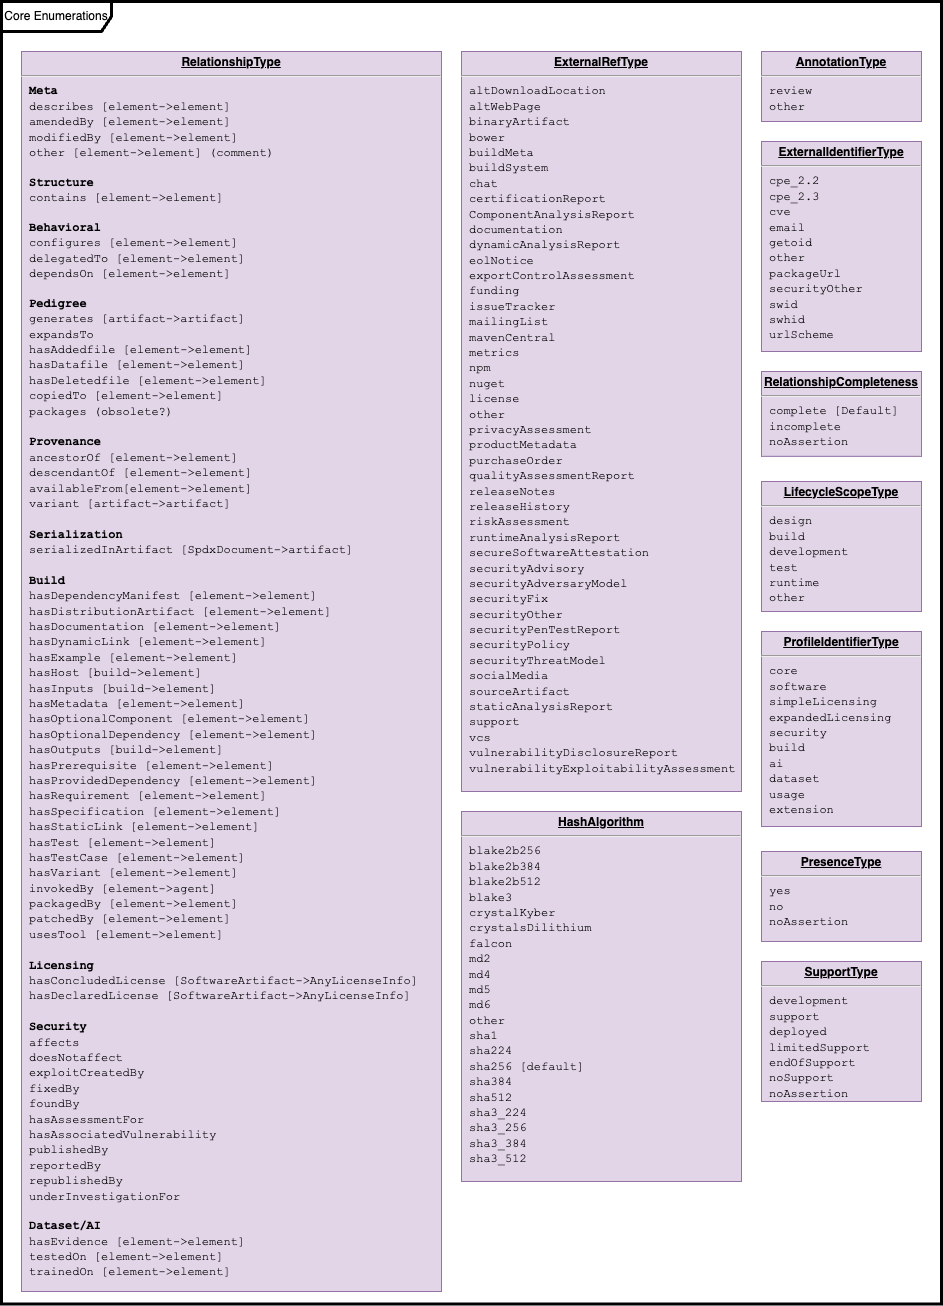 Core Enumerations
RelationshipType
Meta
describes [element->element]
amendedBy [element->element]
modifiedBy [element->element]
other [element->element] (comment)
Structure
contains [element->element]
Behavioral
configures [element->element]
delegatedTo [element->element]
dependsOn [element->element]
Pedigree
generates [artifact->artifact]
expandsTo
hasAddedfile [element->element]
hasDatafile [element->element]
hasDeletedfile [element->element]
copiedTo [element->element]
packages (obsolete?)
Provenance
ancestorOf [element->element]
descendantOf [element->element]
availableFrom[element->element]
variant [artifact->artifact]
Serialization
serializedInArtifact [SpdxDocument->artifact]
Build
hasDependencyManifest [element->element]
hasDistributionArtifact [element->element]
hasDocumentation [element->element]
hasDynamicLink [element->element]
hasExample [element->element]
hasHost [build->element]
hasInputs [build->element]
hasMetadata [element->element]
hasOptionalComponent [element->element]
hasOptionalDependency [element->element]
hasOutputs [build->element]
hasPrerequisite [element->element]
hasProvidedDependency [element->element]
hasRequirement [element->element]
hasSpecification [element->element]
hasStaticLink [element->element]
hasTest [element->element]
hasTestCase [element->element]
hasVariant [element->element]
invokedBy [element->agent]
packagedBy [element->element]
patchedBy [element->element]
usesTool [element->element]
Licensing
hasConcludedLicense [SoftwareArtifact->AnyLicenseInfo]
hasDeclaredLicense [SoftwareArtifact->AnyLicenseInfo]
Security
affects
doesNotaffect
exploitCreatedBy
fixedBy
foundBy
hasAssessmentFor
hasAssociatedVulnerability
publishedBy
reportedBy
republishedBy
underInvestigationFor
Dataset/AI
hasEvidence [element->element]
testedOn [element->element]
trainedOn [element->element]
ExternalRefType
altDownloadLocation
altWebPage
binaryArtifact
bower
buildMeta
buildSystem
chat
certificationReport
ComponentAnalysisReport
documentation
dynamicAnalysisReport
eolNotice
exportControlAssessment
funding
issueTracker
mailingList
mavenCentral
metrics
npm
nuget
license
other
privacyAssessment
productMetadata
purchaseOrder
qualityAssessmentReport
releaseNotes
releaseHistory
riskAssessment
runtimeAnalysisReport
secureSoftwareAttestation
securityAdvisory
securityAdversaryModel
securityFix
securityOther
securityPenTestReport
securityPolicy
securityThreatModel
socialMedia
sourceArtifact
staticAnalysisReport
support
vcs
vulnerabilityDisclosureReport
vulnerabilityExploitabilityAssessment
HashAlgorithm
blake2b256
blake2b384
blake2b512
blake3
crystalKyber
crystalsDilithium
falcon
md2
md4
md5
md6
other
sha1
sha224
sha256 [default]
sha384
sha512
sha3_224
sha3_256
sha3_384
sha3_512
AnnotationType
review
other
ExternalIdentifierType
cpe_2.2
cpe_2.3
cve
email
getoid
other
packageUrl
securityOther
swid
swhid
urlScheme
RelationshipCompleteness
complete [Default]
incomplete
noAssertion
LifecycleScopeType
design
build
development
test
runtime
other
ProfileIdentifierType
core
software
simpleLicensing
expandedLicensing
security
build
ai
dataset
usage
extension
PresenceType
yes
no
noAssertion
SupportType
development
support
deployed
limitedSupport
endOfSupport
noSupport
noAssertion